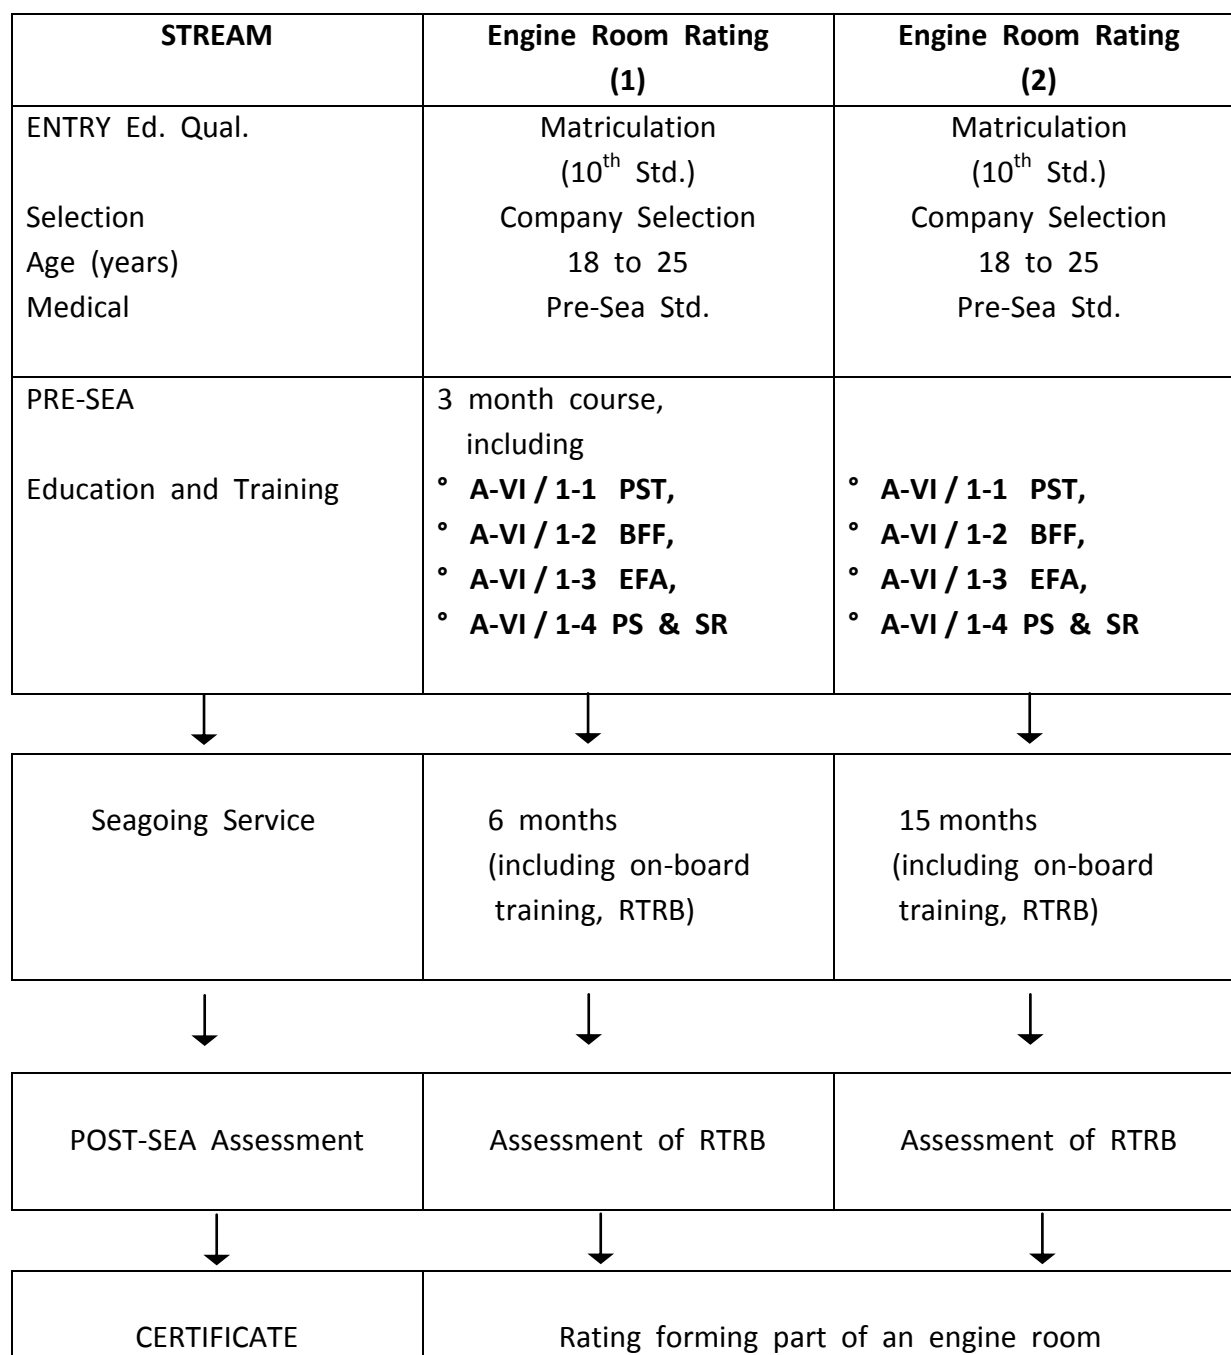 STREAM Engine Room Rating Engine Room Rating
(1) (2)
ENTRY Ed. Qual. Matriculation Matriculation
(10th Std.) (10th Std.)
Selection Company Selection Company Selection
Age (years) 18 to 25 18 to 25
Medical Pre-Sea Std. Pre-Sea Std.
PRE-SEA 3 month course,
including
Education and Training ° A-VI / 1-1 PST, ° A-VI / 1-1 PST,
° A-VI / 1-2 BFF, ° A-VI / 1-2 BFF,
° A-VI / 1-3 EFA, ° A-VI / 1-3 EFA,
° A-VI / 1-4 PS & SR ° A-VI / 1-4 PS & SR
Seagoing Service 6 months 15 months
(including on-board (including on-board
training, RTRB) training, RTRB)
POST-SEA Assessment Assessment of RTRB Assessment of RTRB
CERTIFICATE Rating forming part of an engine room